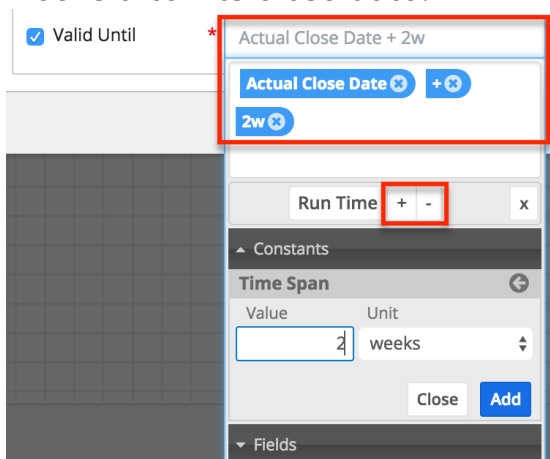 Valid Until * Actual Close Date + 2w
Actual Close Date +
2w
Run Time + - x
Constants
Time Span
Value Unit
2 weeks
Close Add
Fields